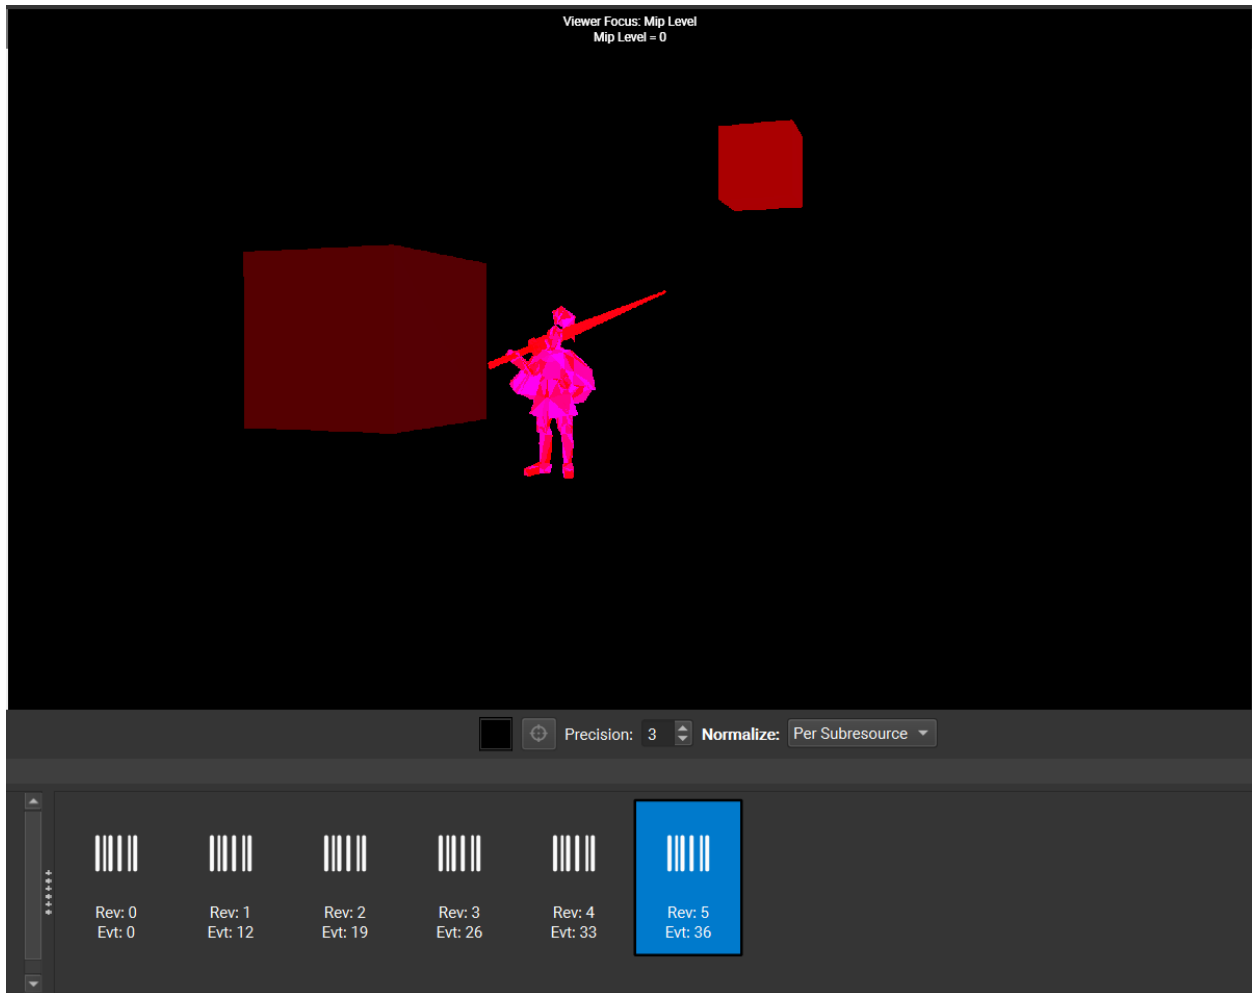 Viewer Focus: Mip Level
Mip Level = 0
Precision: 3 Normalize: Per Subresource
Rev: 0
Evt: 0
Rev: 1
Evt: 12
Rev: 2
Evt: 19
Rev: 3
Evt: 26
Rev: 4
Evt: 33
Rev: 5
Evt: 36